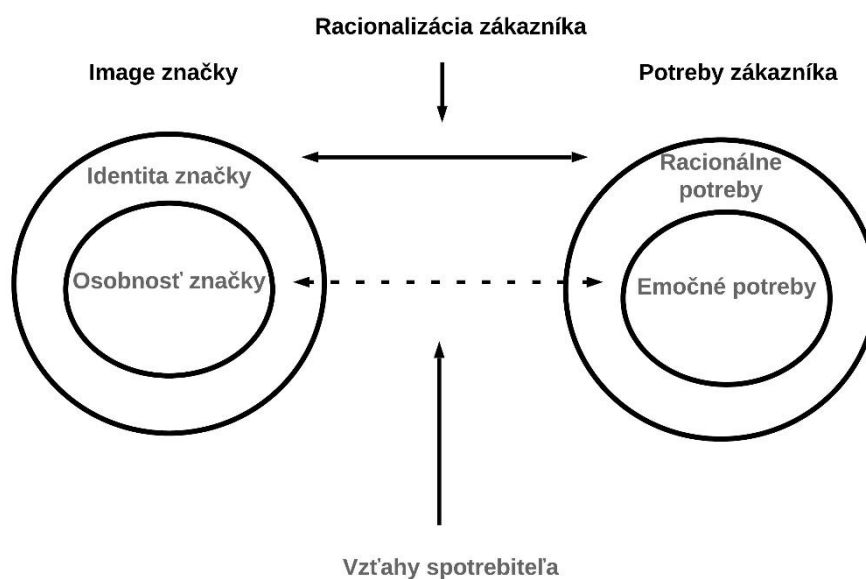 Racionalizácia zákazníka
Image značky
Potreby zákazníka
Identita značky
Racionálne
potreby
Osobnosť značky
Emočné potreby
Vzťahy spotrebiteľa